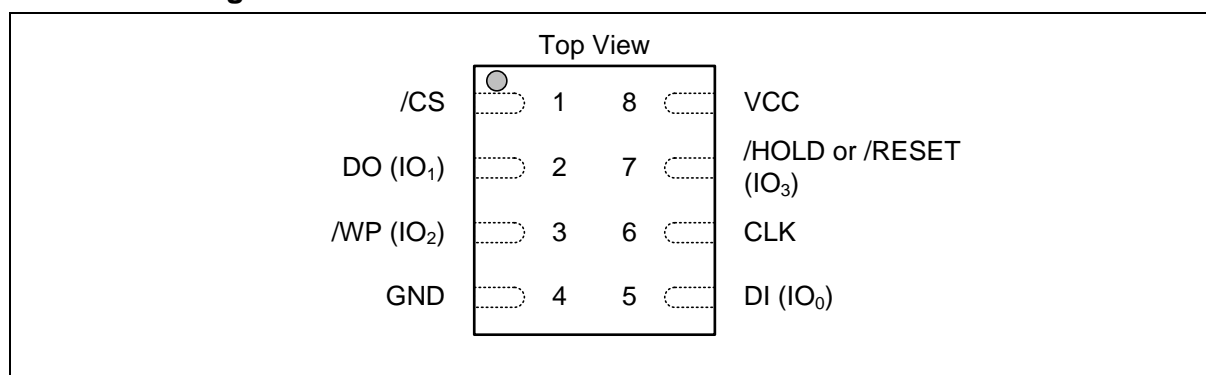 Top View
/CS 1 8 VCC
DO (IO₁) 2 7 /HOLD or /RESET
(IO₃)
/WP (IO₂) 3 6 CLK
GND 4 5 DI (IO₀)